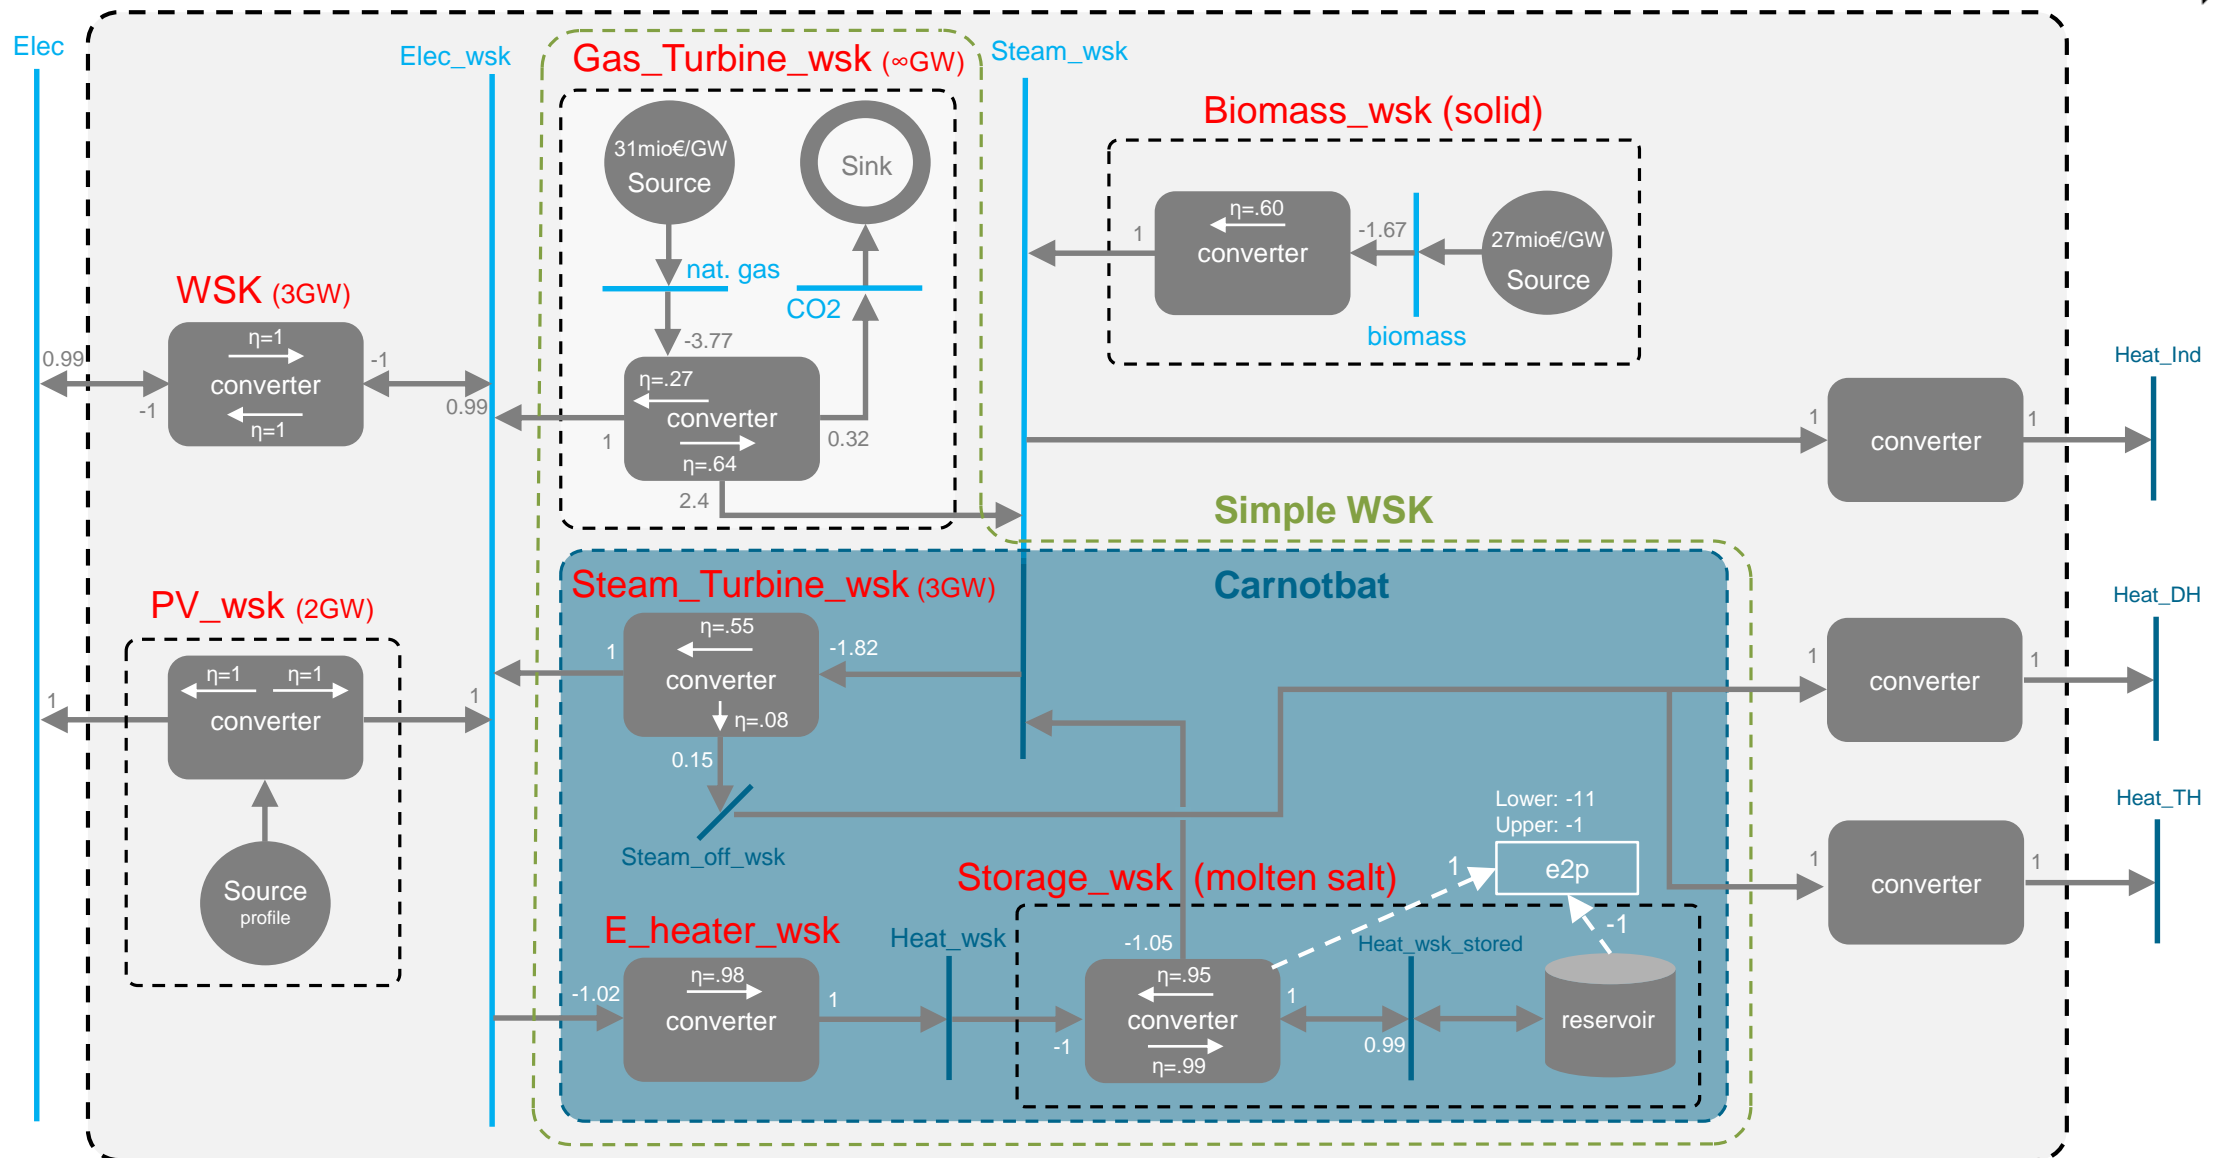 Elec
Elec_wsk
Gas_Turbine_wsk (∞GW)
Steam_wsk
31mio€/GW
Source
Sink
nat. gas
CO2
-3.77
η=.27
converter
η=.64
1
0.32
2.4
Biomass_wsk (solid)
1
η=.60
converter
-1.67
27mio€/GW
Source
biomass
WSK (3GW)
0.99
-1
η=1
converter
η=1
-1
0.99
Heat_Ind
1
converter
1
Simple WSK
Carnotbat
PV_wsk (2GW)
1
η=1
η=1
converter
1
Source
profile
Steam_Turbine_wsk (3GW)
1
η=.55
converter
η=.08
-1.82
0.15
Steam_off_wsk
Heat_DH
1
converter
1
Heat_TH
1
converter
1
E_heater_wsk
-1.02
η=.98
converter
1
Heat_wsk
Storage_wsk (molten salt)
-1.05
-1
η=.95
converter
η=.99
1
0.99
Heat_wsk_stored
reservoir
Lower: -11
Upper: -1
e2p
1
-1